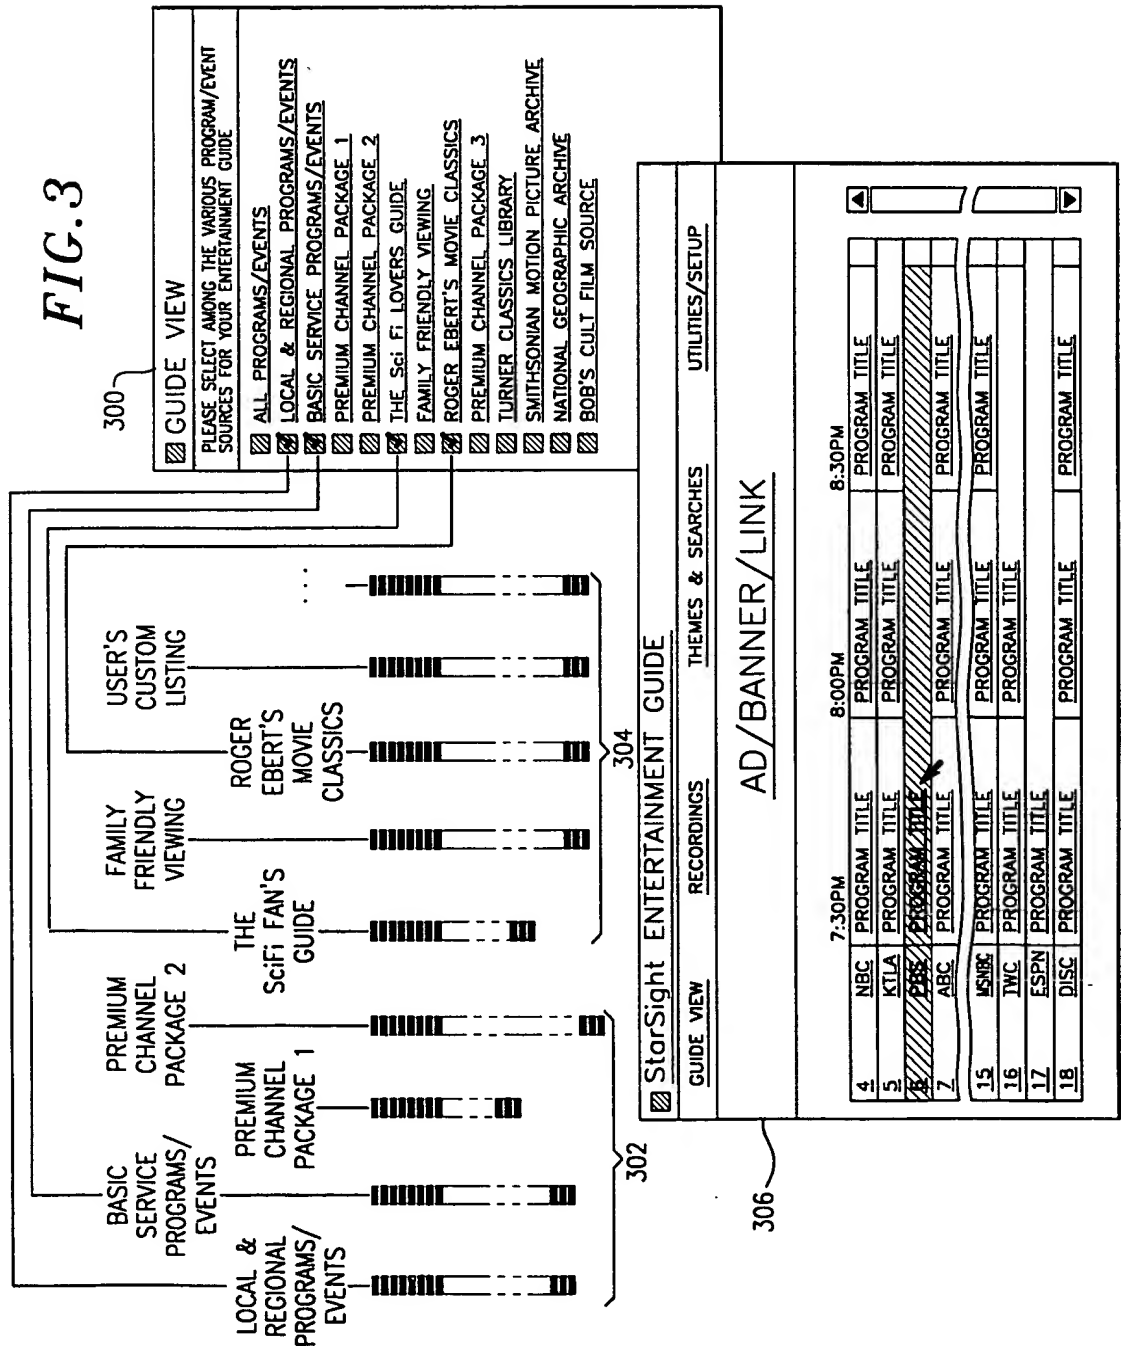 FIG.3
300
GUIDE VIEW
PLEASE SELECT AMONG THE VARIOUS PROGRAM/EVENT
SOURCES FOR YOUR ENTERTAINMENT GUIDE
ALL PROGRAMS/EVENTS
LOCAL & REGIONAL PROGRAMS/EVENTS
BASIC SERVICE PROGRAMS/EVENTS
PREMIUM CHANNEL PACKAGE 1
PREMIUM CHANNEL PACKAGE 2
THE Sci Fi LOVERS GUIDE
FAMILY FRIENDLY VIEWING
ROGER EBERT'S MOVIE CLASSICS
PREMIUM CHANNEL PACKAGE 3
TURNER CLASSICS LIBRARY
SMITHSONIAN MOTION PICTURE ARCHIVE
NATIONAL GEOGRAPHIC ARCHIVE
BOB'S CULT FILM SOURCE
LOCAL &
REGIONAL
PROGRAMS/
EVENTS
BASIC
SERVICE
PROGRAMS/
EVENTS
PREMIUM
CHANNEL
PACKAGE 1
PREMIUM
CHANNEL
PACKAGE 2
THE
SciFi FAN'S
GUIDE
FAMILY
FRIENDLY
VIEWING
ROGER
EBERT'S
MOVIE
CLASSICS
USER'S
CUSTOM
LISTING
...
302
304
306
StarSight ENTERTAINMENT GUIDE
GUIDE VIEW RECORDINGS THEMES & SEARCHES UTILITIES/SETUP
AD/BANNER/LINK
7:30PM 8:00PM 8:30PM
4 NBC PROGRAM TITLE PROGRAM TITLE PROGRAM TITLE
5 KTLA PROGRAM TITLE PROGRAM TITLE PROGRAM TITLE
6 PBS PROGRAM TITLE
7 ABC PROGRAM TITLE PROGRAM TITLE PROGRAM TITLE
15 MSNBC PROGRAM TITLE PROGRAM TITLE PROGRAM TITLE
16 TWC PROGRAM TITLE PROGRAM TITLE
17 ESPN PROGRAM TITLE
18 DISC PROGRAM TITLE PROGRAM TITLE PROGRAM TITLE